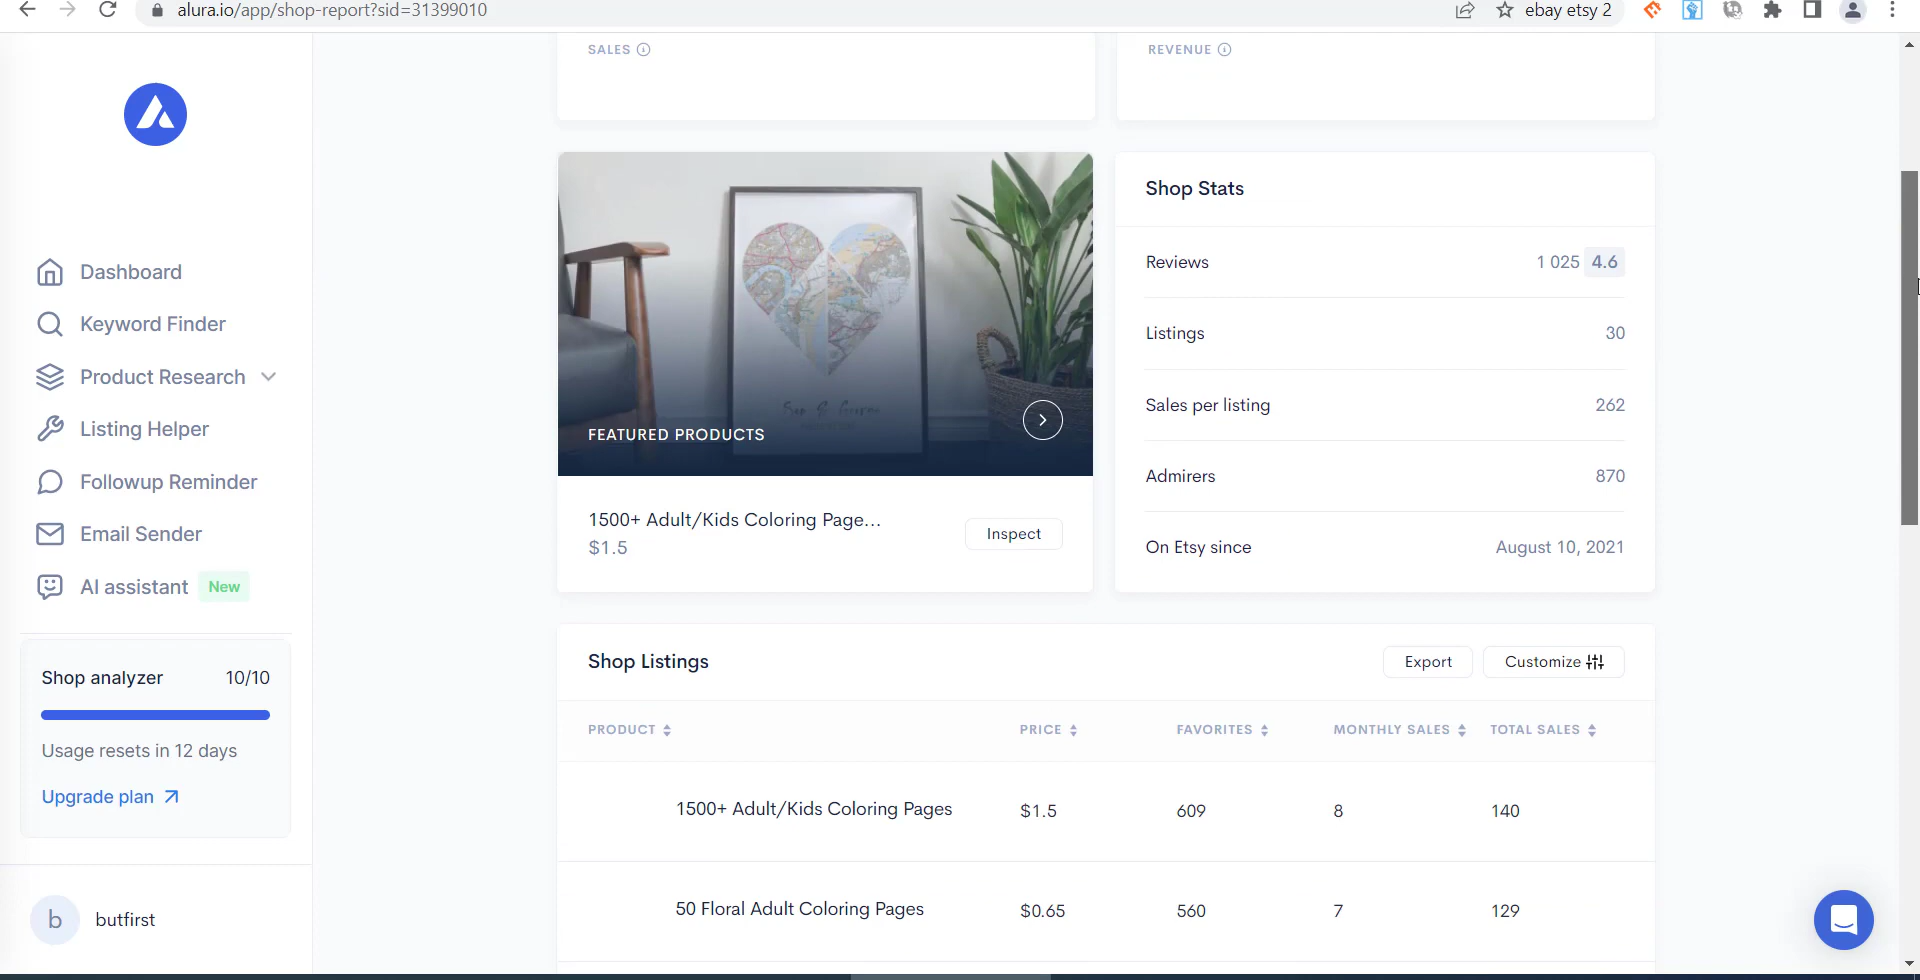 alura.io/app/shop-report?sid=31399010
ebay etsy 2
SALES
REVENUE
Dashboard
Keyword Finder
Product Research
Listing Helper
Followup Reminder
Email Sender
AI assistant New
Shop analyzer 10/10
Usage resets in 12 days
Upgrade plan
b butfirst
FEATURED PRODUCTS
1500+ Adult/Kids Coloring Page...
$1.5
Inspect
Shop Stats
Reviews 1 025 4.6
Listings 30
Sales per listing 262
Admirers 870
On Etsy since August 10, 2021
Shop Listings
Export
Customize
PRODUCT PRICE FAVORITES MONTHLY SALES TOTAL SALES
1500+ Adult/Kids Coloring Pages $1.5 609 8 140
50 Floral Adult Coloring Pages $0.65 560 7 129